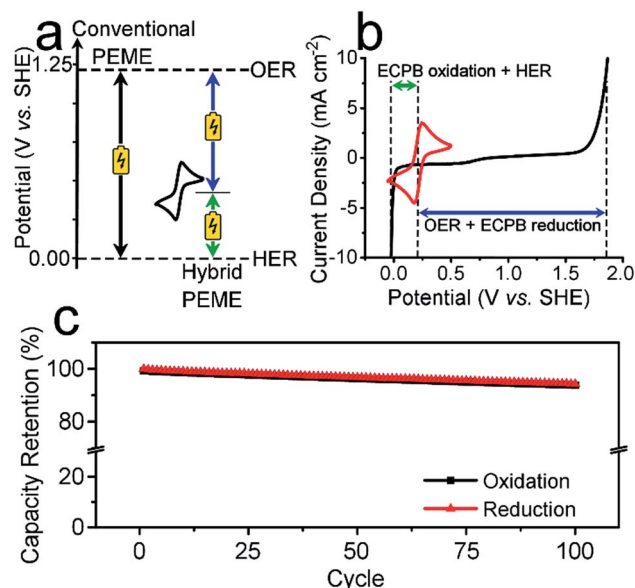 a
Conventional
PEME
1.25
OER
Potential (V vs. SHE)
0.00
HER
Hybrid
PEME
b
Current Density (mA cm-2)
10
5
0
-5
-10
ECPB oxidation + HER
OER + ECPB reduction
0.0 0.5 1.0 1.5 2.0
Potential (V vs. SHE)
c
Capacity Retention (%)
100
80
20
0
Oxidation
Reduction
0 25 50 75 100
Cycle